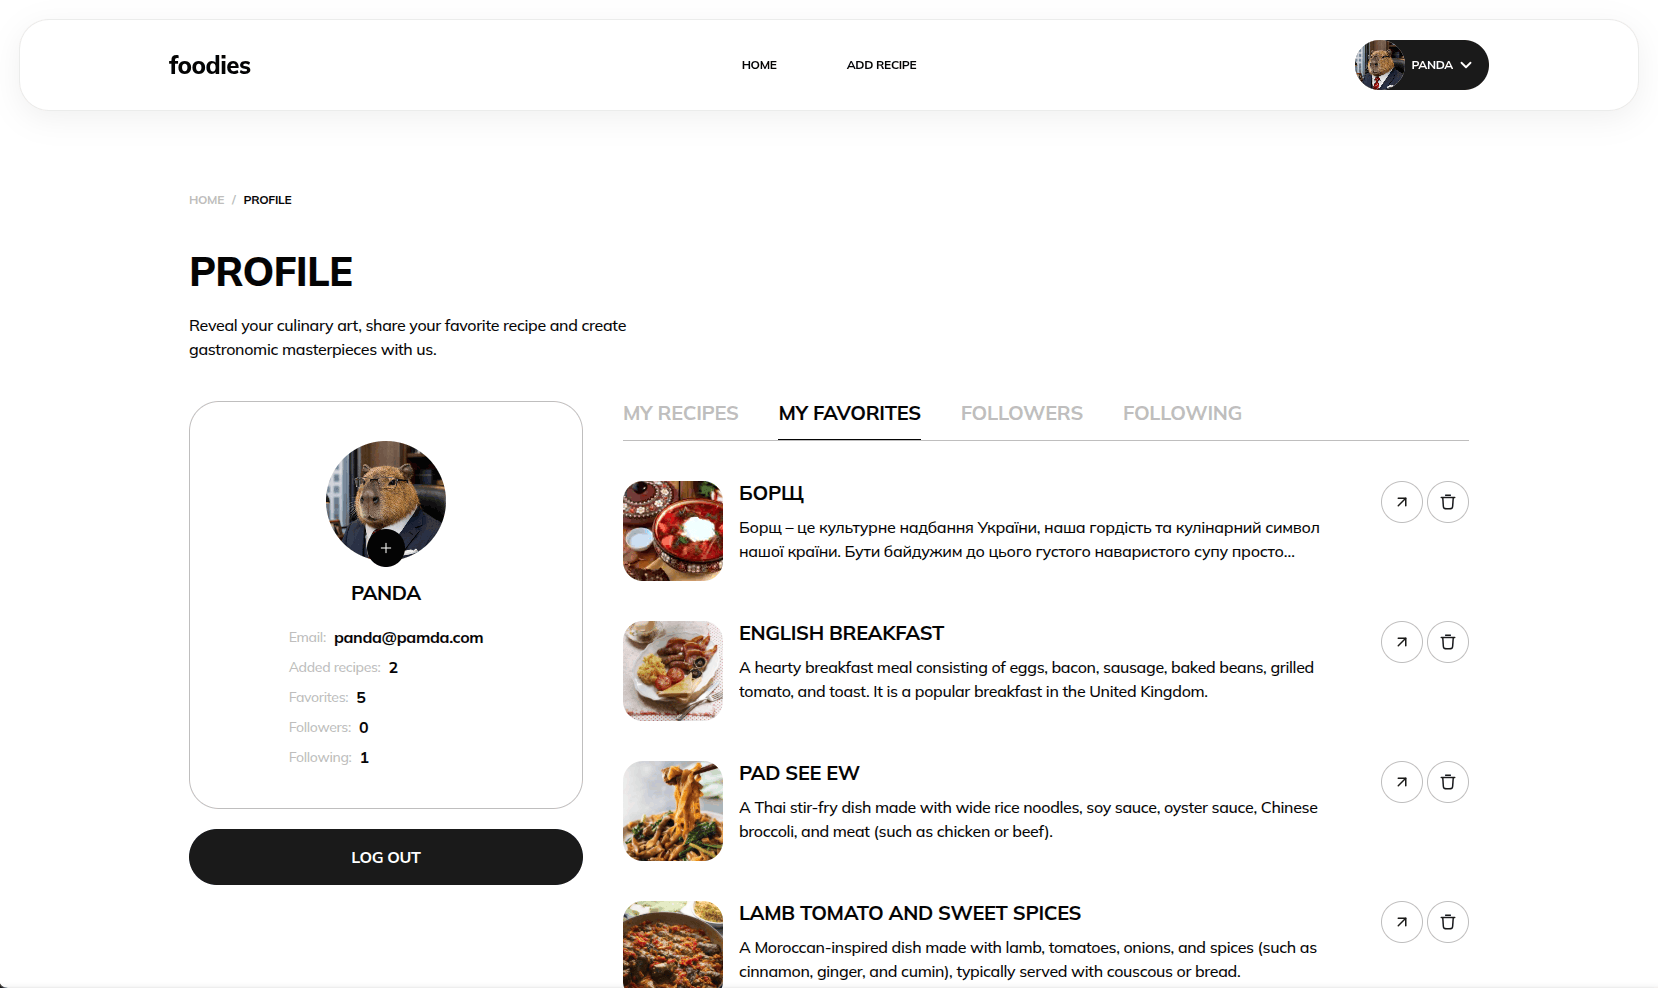 foodies
HOME
ADD RECIPE
PANDA
HOME / PROFILE
PROFILE
Reveal your culinary art, share your favorite recipe and create
gastronomic masterpieces with us.
PANDA
Email: panda@pamda.com
Added recipes: 2
Favorites: 5
Followers: 0
Following: 1
LOG OUT
MY RECIPES
MY FAVORITES
FOLLOWERS
FOLLOWING
БОРЩ
Борщ – це культурне надбання України, наша гордість та кулінарний символ
нашої країни. Бути байдужим до цього густого наваристого супу просто...
ENGLISH BREAKFAST
A hearty breakfast meal consisting of eggs, bacon, sausage, baked beans, grilled
tomato, and toast. It is a popular breakfast in the United Kingdom.
PAD SEE EW
A Thai stir-fry dish made with wide rice noodles, soy sauce, oyster sauce, Chinese
broccoli, and meat (such as chicken or beef).
LAMB TOMATO AND SWEET SPICES
A Moroccan-inspired dish made with lamb, tomatoes, onions, and spices (such as
cinnamon, ginger, and cumin), typically served with couscous or bread.